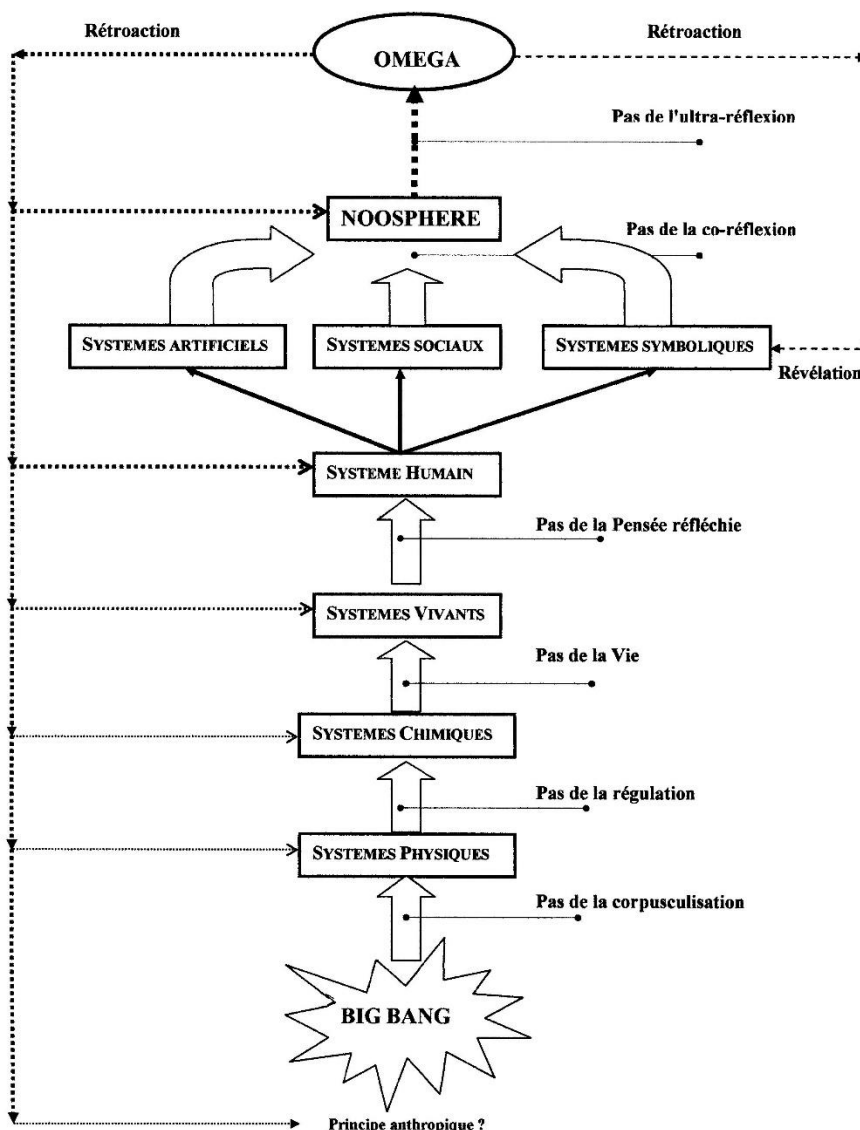 Rétroaction
Rétroaction
OMEGA
Pas de l'ultra-réflexion
NOOSPHERE
Pas de la co-réflexion
SYSTEMES ARTIFICIELS
SYSTEMES SOCIAUX
SYSTEMES SYMBOLIQUES
Révélation
SYSTEME HUMAIN
Pas de la Pensée réfléchie
SYSTEMES VIVANTS
Pas de la Vie
SYSTEMES CHIMIQUES
Pas de la régulation
SYSTEMES PHYSIQUES
Pas de la corpusculisation
BIG BANG
Principe anthropique ?